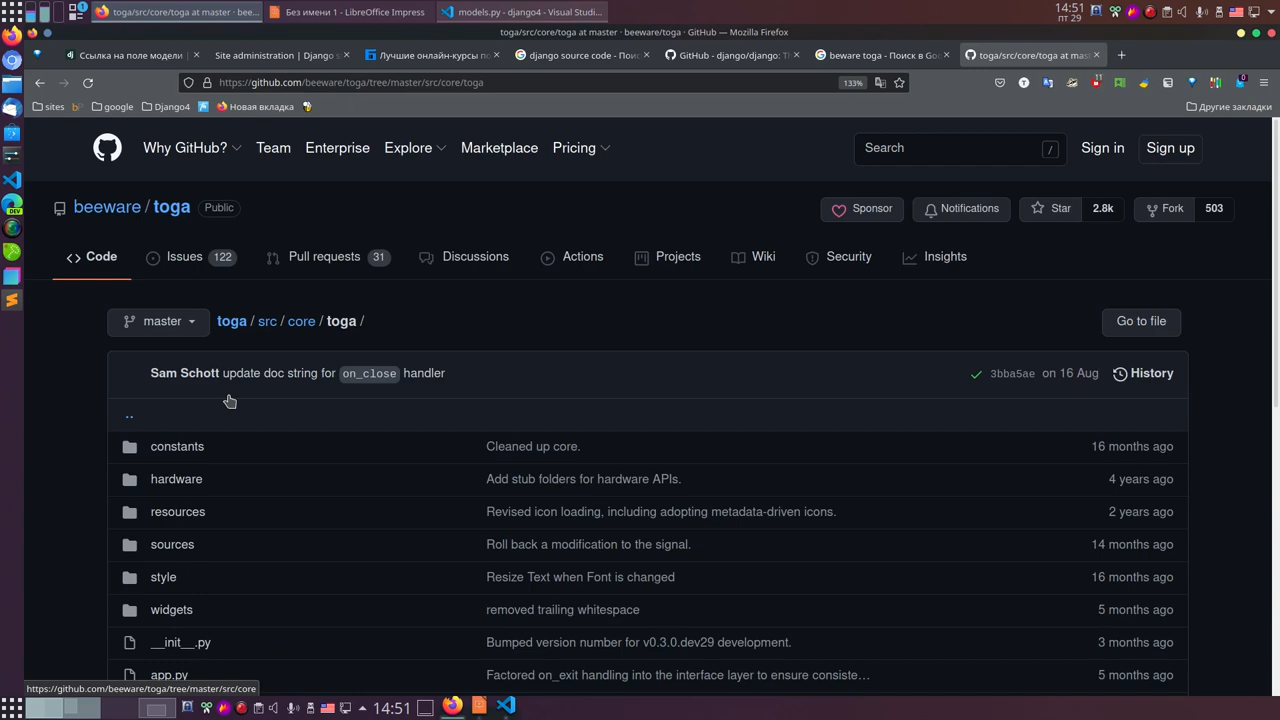 toga/src/core/toga at master · bee...
Без имени 1 - LibreOffice Impress
models.py - django4 - Visual Studi...
14:51
пт 29
toga/src/core/toga at master · beeware/toga · GitHub — Mozilla Firefox
Ссылка на поле модели
Site administration | Django s
Лучшие онлайн-курсы по
django source code - Поиск
GitHub - django/django: Th
beware toga - Поиск в Goo
toga/src/core/toga at mast
https://github.com/beeware/toga/tree/master/src/core/toga
133%
11
0
sites
google
Django4
Новая вкладка
Другие закладки
Why GitHub?
Team
Enterprise
Explore
Marketplace
Pricing
Search
/
Sign in
Sign up
beeware / toga
Public
Sponsor
Notifications
Star
2.8k
Fork
503
Code
Issues
122
Pull requests
31
Discussions
Actions
Projects
Wiki
Security
Insights
master
toga / src / core / toga /
Go to file
Sam Schott update doc string for on_close handler
3bba5ae on 16 Aug
History
..
constants
Cleaned up core.
16 months ago
hardware
Add stub folders for hardware APIs.
4 years ago
resources
Revised icon loading, including adopting metadata-driven icons.
2 years ago
sources
Roll back a modification to the signal.
14 months ago
style
Resize Text when Font is changed
16 months ago
widgets
removed trailing whitespace
5 months ago
__init__.py
Bumped version number for v0.3.0.dev29 development.
3 months ago
app.py
Factored on_exit handling into the interface layer to ensure consiste…
5 months ago
https://github.com/beeware/toga/tree/master/src/core
14:51